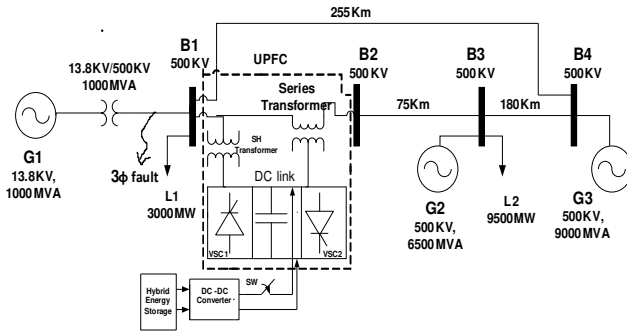 255Km
B1
500KV
UPFC
B2
500KV
B3
500KV
B4
500KV
13.8KV/500KV
1000MVA
Series
Transformer
75Km
180Km
SH
Transformer
G1
13.8KV,
1000MVA
3ϕ fault
L1
3000MW
DC link
G2
500KV,
6500MVA
L2
9500MW
G3
500KV,
9000MVA
VSC1
VSC2
Hybrid
Energy
Storage
DC -DC
Converter
SW